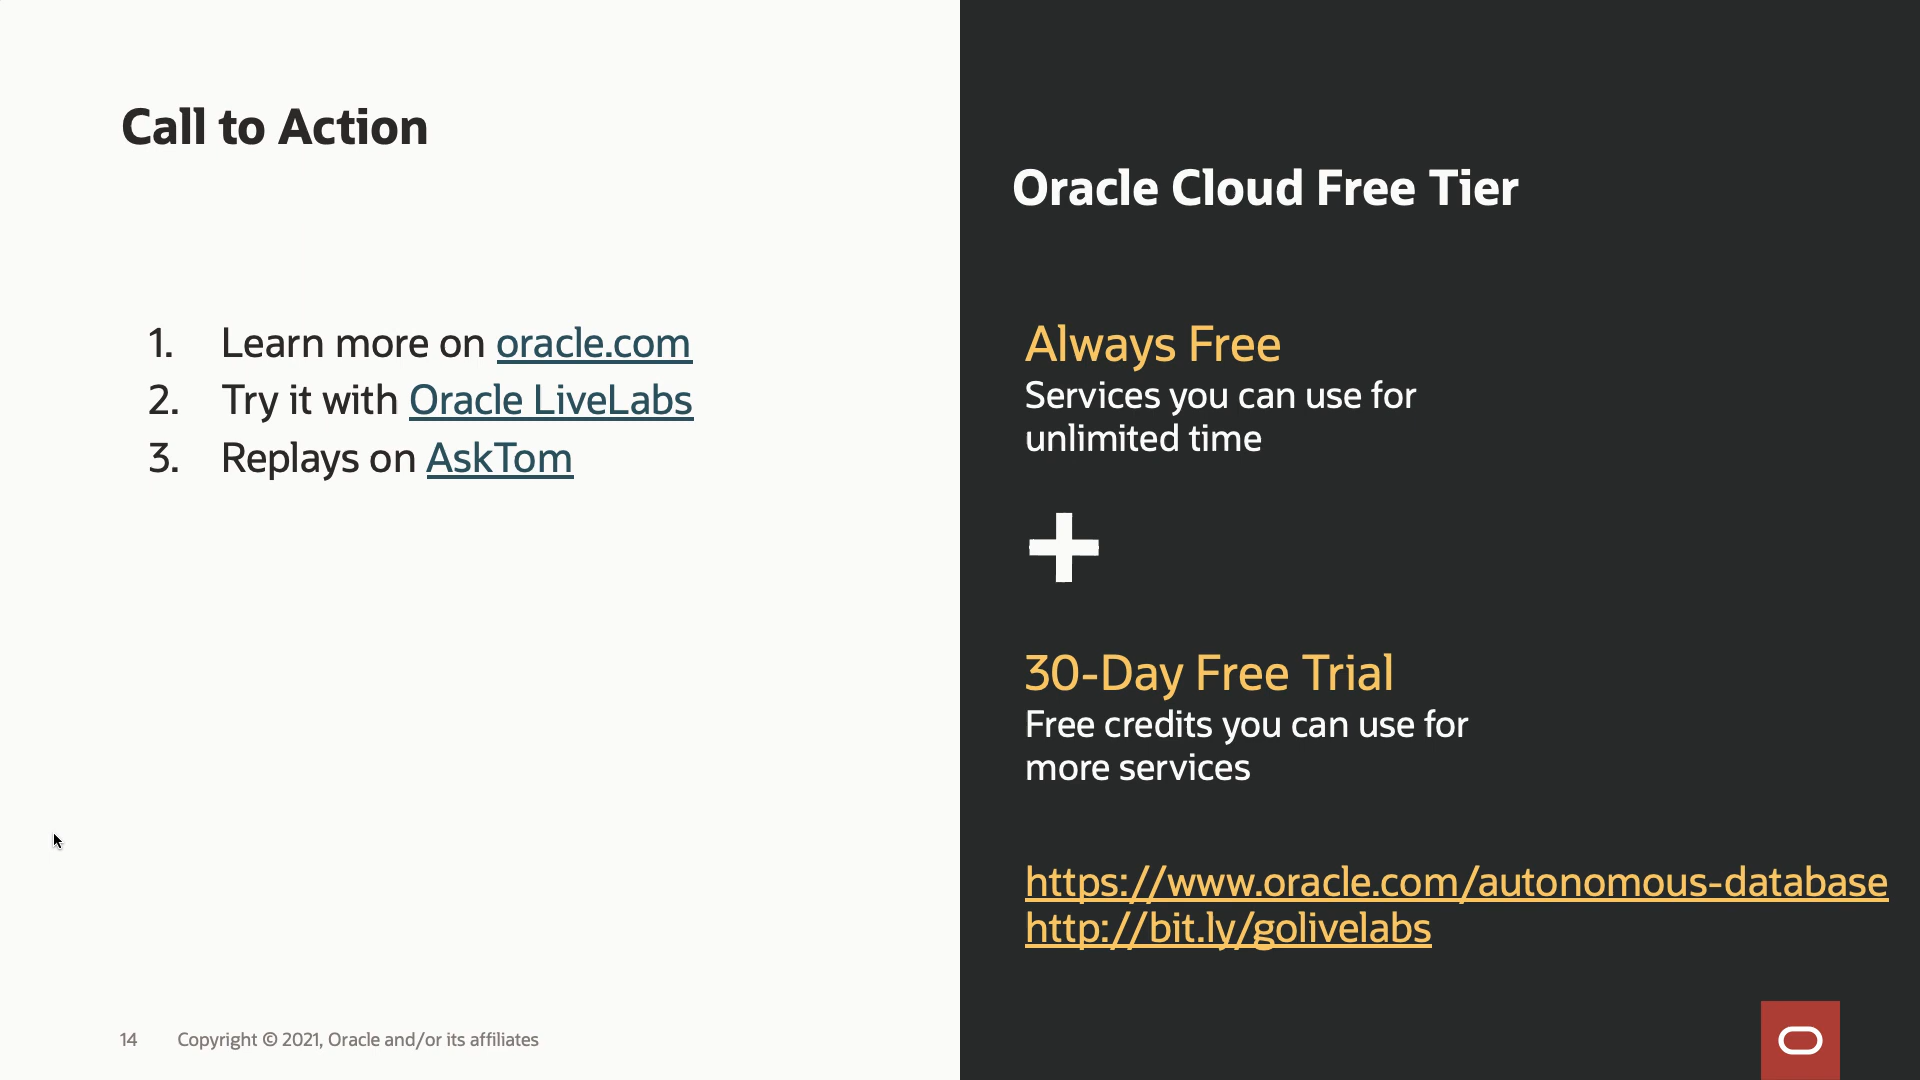 Call to Action
1. Learn more on oracle.com
2. Try it with Oracle LiveLabs
3. Replays on AskTom
Oracle Cloud Free Tier
Always Free
Services you can use for
unlimited time
+
30-Day Free Trial
Free credits you can use for
more services
https://www.oracle.com/autonomous-database
http://bit.ly/golivelabs
14 Copyright © 2021, Oracle and/or its affiliates